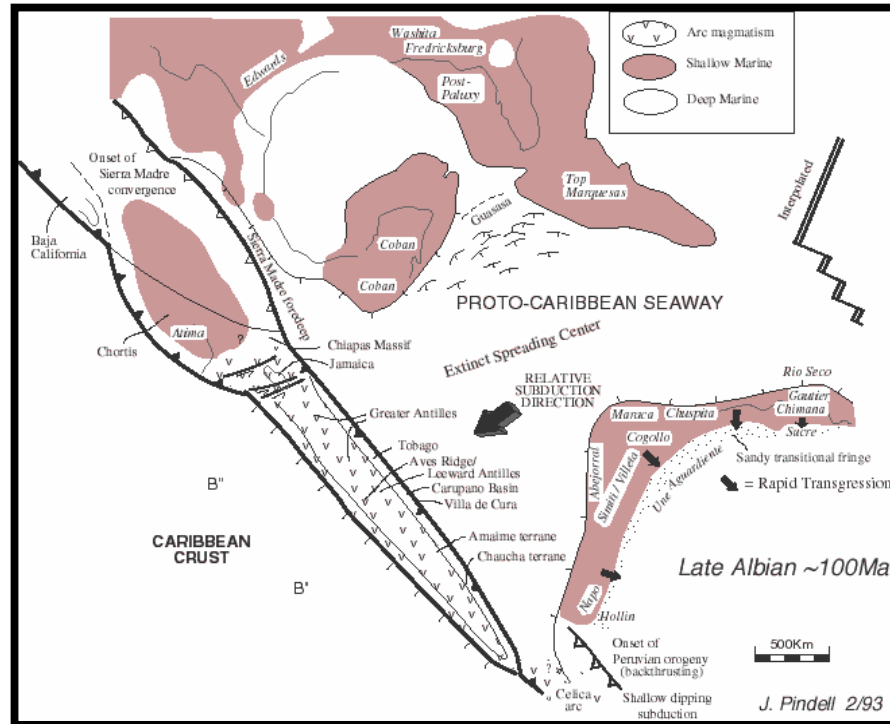 Arc magmatism
Shallow Marine
Deep Marine
Washita
Fredricksburg
Edwards
Post-
Paluxy
Onset of
Sierra Madre
convergence
Top
Marquesas
Interpolated
Guasasa
Baja
California
Coban
Coban
Sierra Madre foredeep
PROTO-CARIBBEAN SEAWAY
Atima
Chortis
Chiapas Massif
Jamaica
Extinct Spreading Center
RELATIVE
SUBDUCTION
DIRECTION
Rio Seco
Gautier
Chimana
Maraca
Chuspita
Greater Antilles
Cogollo
Sucre
Tobago
Aves Ridge/
Leeward Antilles
Carupano Basin
Villa de Cura
Abejorral
Simiti / Villeta
Une Aguardiente
Sandy transitional fringe
= Rapid Transgression
B"
CARIBBEAN
CRUST
B'
Amaime terrane
Chaucha terrane
Late Albian ~100Ma
Napo
Hollin
500Km
Onset of
Peruvian orogeny
(backthrusting)
?
Celica
arc
Shallow dipping
subduction
J. Pindell 2/93